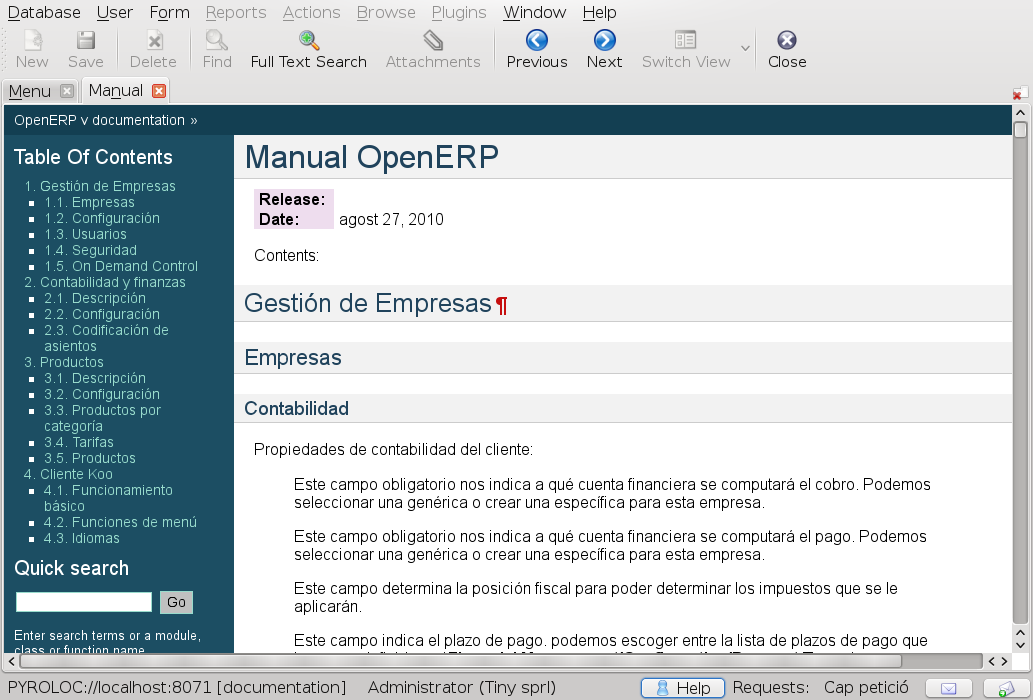 Database User Form Reports Actions Browse Plugins Window Help
New Save Delete Find Full Text Search Attachments Previous Next Switch View Close
Menu Manual
OpenERP v documentation »
Table Of Contents
1. Gestión de Empresas
1.1. Empresas
1.2. Configuración
1.3. Usuarios
1.4. Seguridad
1.5. On Demand Control
2. Contabilidad y finanzas
2.1. Descripción
2.2. Configuración
2.3. Codificación de
asientos
3. Productos
3.1. Descripción
3.2. Configuración
3.3. Productos por
categoría
3.4. Tarifas
3.5. Productos
4. Cliente Koo
4.1. Funcionamiento
básico
4.2. Funciones de menú
4.3. Idiomas
Quick search
Go
Enter search terms or a module,
class or function name
Manual OpenERP
Release:
Date: agost 27, 2010
Contents:
Gestión de Empresas¶
Empresas
Contabilidad
Propiedades de contabilidad del cliente:
Este campo obligatorio nos indica a qué cuenta financiera se computará el cobro. Podemos
seleccionar una genérica o crear una específica para esta empresa.
Este campo obligatorio nos indica a qué cuenta financiera se computará el pago. Podemos
seleccionar una genérica o crear una específica para esta empresa.
Este campo determina la posición fiscal para poder determinar los impuestos que se le
aplicarán.
Este campo indica el plazo de pago. podemos escoger entre la lista de plazos de pago que
PYROLOC://localhost:8071 [documentation] Administrator (Tiny sprl) Help Requests: Cap petició